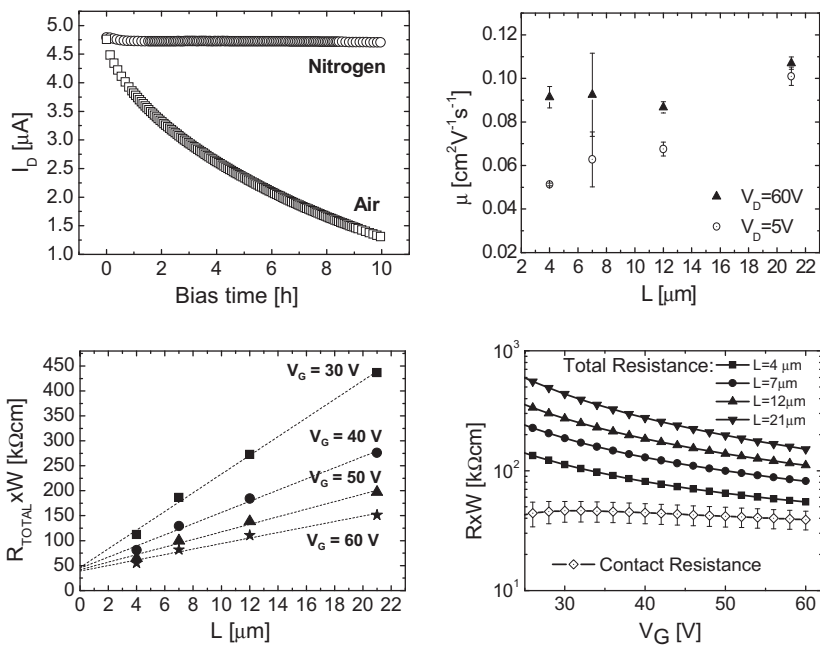 5.0
4.5
4.0
3.5
3.0
2.5
2.0
1.5
1.0
I_D [μA]
Nitrogen
Air
0 2 4 6 8 10
Bias time [h]
0.12
0.10
0.08
0.06
0.04
0.02
0.00
μ [cm²V⁻¹s⁻¹]
V_D=60V
V_D=5V
2 4 6 8 10 12 14 16 18 20 22
L [μm]
450
400
350
300
250
200
150
100
50
0
R_TOTAL xW [kΩcm]
V_G = 30 V
V_G = 40 V
V_G = 50 V
V_G = 60 V
0 2 4 6 8 10 12 14 16 18 20 22
L [μm]
10³
10²
10¹
RxW [kΩcm]
Total Resistance:
L=4 μm
L=7μm
L=12μm
L=21μm
Contact Resistance
30 40 50 60
V_G [V]